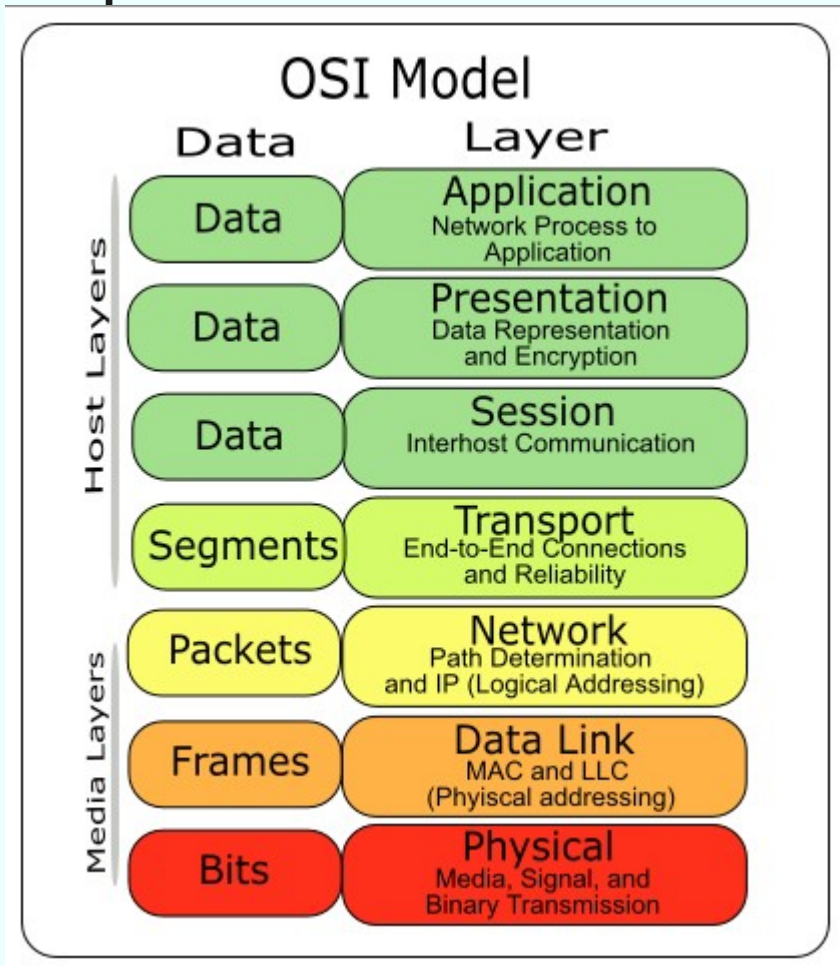 OSI Model
Data Layer
Host Layers
Data
Application
Network Process to
Application
Data
Presentation
Data Representation
and Encryption
Data
Session
Interhost Communication
Segments
Transport
End-to-End Connections
and Reliability
Media Layers
Packets
Network
Path Determination
and IP (Logical Addressing)
Frames
Data Link
MAC and LLC
(Phyiscal addressing)
Bits
Physical
Media, Signal, and
Binary Transmission